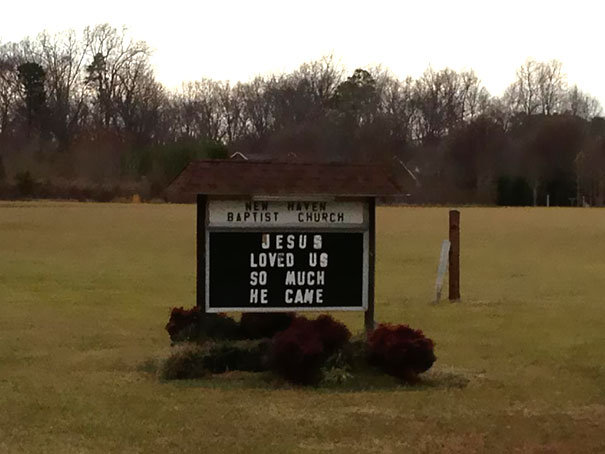 NEW HAVEN
BAPTIST CHURCH
JESUS
LOVED US
SO MUCH
HE CAME